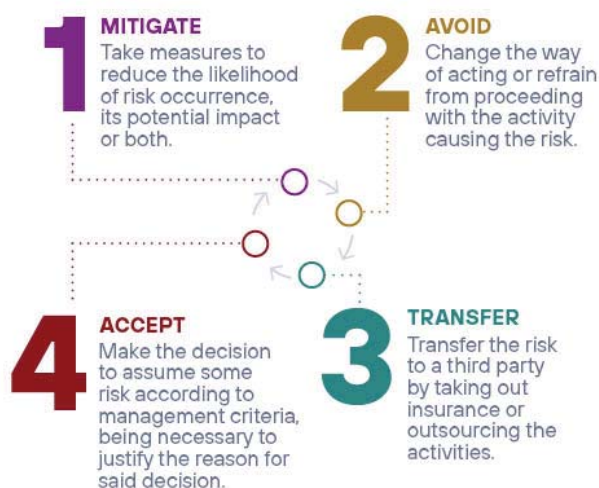 1
MITIGATE
Take measures to
reduce the likelihood
of risk occurrence,
its potential impact
or both.
2
AVOID
Change the way
of acting or refrain
from proceeding
with the activity
causing the risk.
3
TRANSFER
Transfer the risk
to a third party
by taking out
insurance or
outsourcing the
activities.
4
ACCEPT
Make the decision
to assume some
risk according to
management criteria,
being necessary to
justify the reason for
said decision.